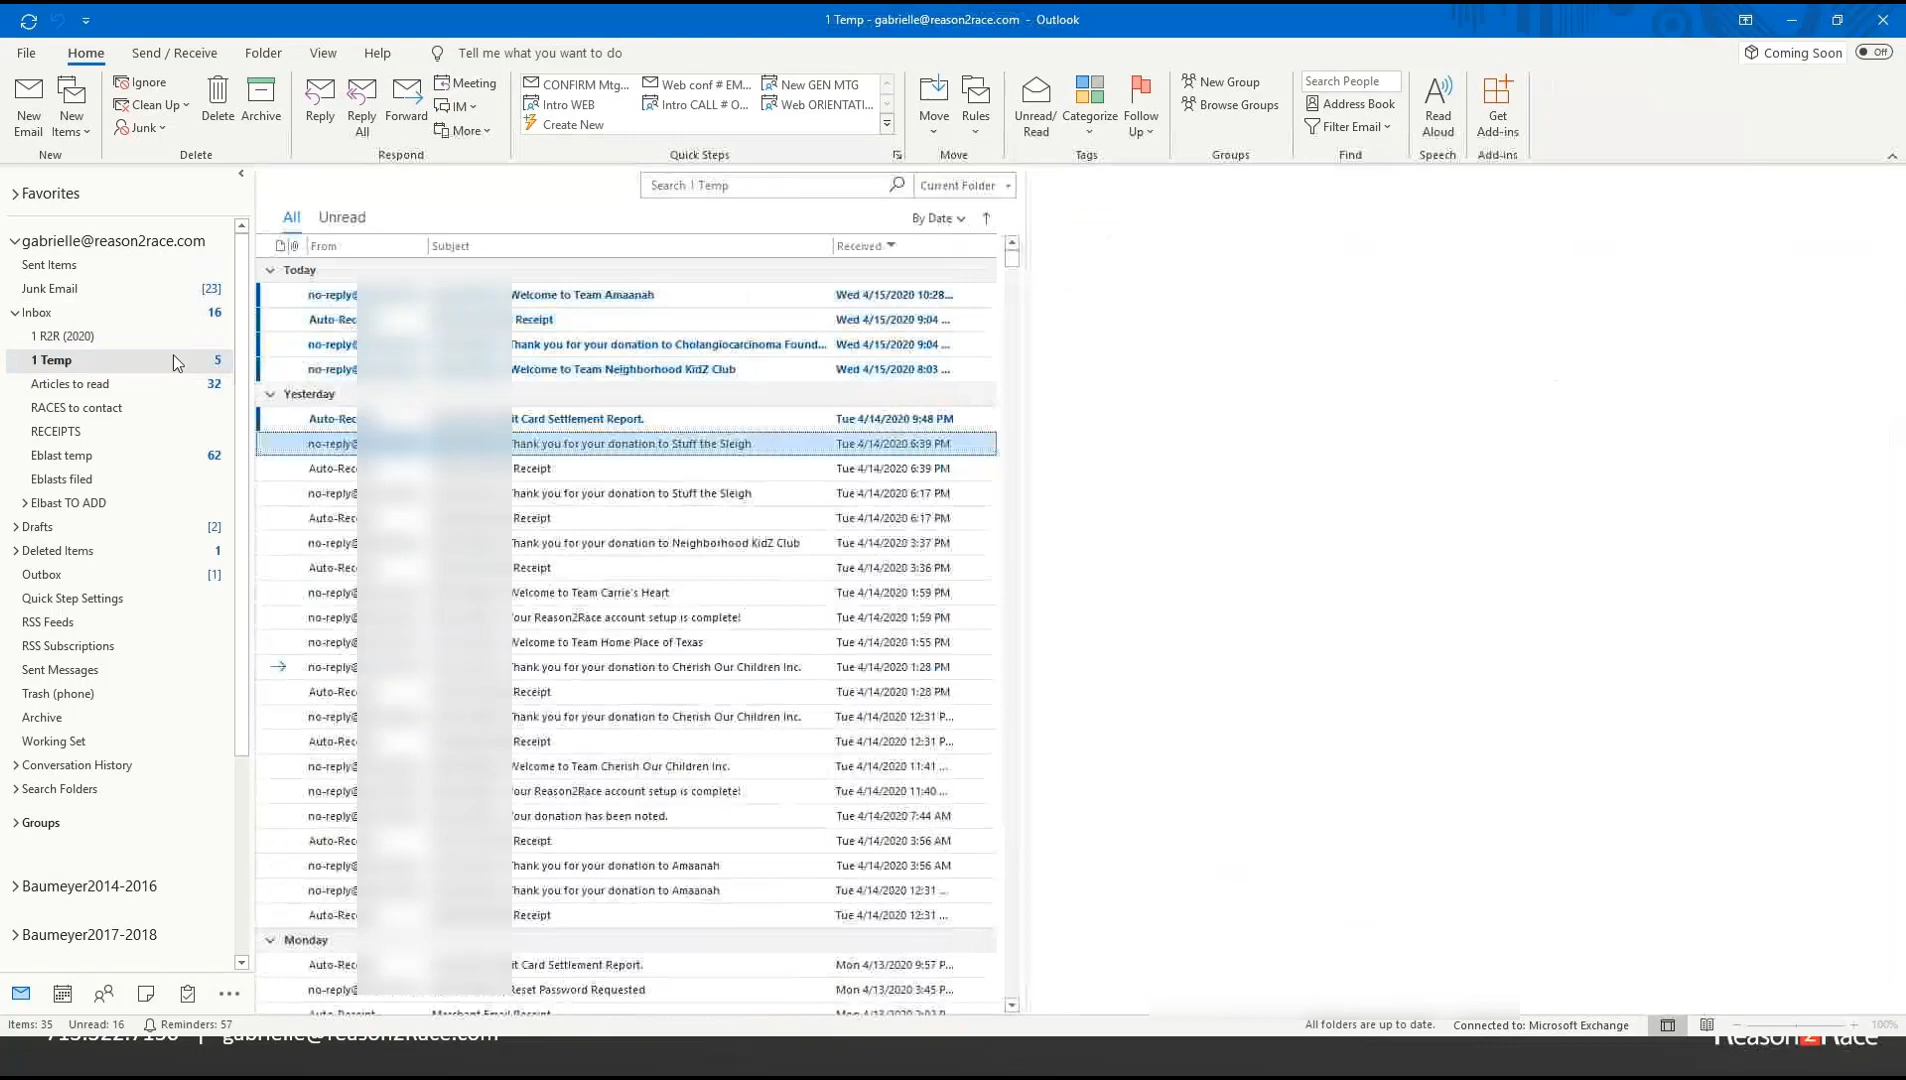 1 Temp - gabrielle@reason2race.com - Outlook
File Home Send / Receive Folder View Help Tell me what you want to do Coming Soon Off
New Email
New Items
New
Ignore
Clean Up
Junk
Delete
Archive
Delete
Reply
Reply All
Forward
Meeting
IM
More
Respond
CONFIRM Mtg... Web conf # EM... New GEN MTG
Intro WEB Intro CALL # O... Web ORIENTATI...
Create New
Quick Steps
Move
Rules
Move
Unread/ Read
Categorize
Follow Up
Tags
New Group
Browse Groups
Groups
Search People
Address Book
Filter Email
Find
Read Aloud
Speech
Get Add-ins
Add-ins
Favorites
gabrielle@reason2race.com
Sent Items
Junk Email [23]
Inbox 16
1 R2R (2020)
1 Temp 5
Articles to read 32
RACES to contact
RECEIPTS
Eblast temp 62
Eblasts filed
Elbast TO ADD
Drafts [2]
Deleted Items 1
Outbox [1]
Quick Step Settings
RSS Feeds
RSS Subscriptions
Sent Messages
Trash (phone)
Archive
Working Set
Conversation History
Search Folders
Groups
Baumeyer2014-2016
Baumeyer2017-2018
Search 1 Temp Current Folder
All Unread By Date
From Subject Received
Today
no-reply@ Welcome to Team Amaanah Wed 4/15/2020 10:28...
Auto-Rec Receipt Wed 4/15/2020 9:04 ...
no-reply@ Thank you for your donation to Cholangiocarcinoma Found... Wed 4/15/2020 9:04 ...
no-reply@ Welcome to Team Neighborhood KidZ Club Wed 4/15/2020 8:03 ...
Yesterday
Auto-Rec it Card Settlement Report. Tue 4/14/2020 9:48 PM
no-reply@ Thank you for your donation to Stuff the Sleigh Tue 4/14/2020 6:39 PM
Auto-Rec Receipt Tue 4/14/2020 6:39 PM
no-reply@ Thank you for your donation to Stuff the Sleigh Tue 4/14/2020 6:17 PM
Auto-Rec Receipt Tue 4/14/2020 6:17 PM
no-reply@ Thank you for your donation to Neighborhood KidZ Club Tue 4/14/2020 3:37 PM
Auto-Rec Receipt Tue 4/14/2020 3:36 PM
no-reply@ Welcome to Team Carrie's Heart Tue 4/14/2020 1:59 PM
no-reply@ Your Reason2Race account setup is complete! Tue 4/14/2020 1:59 PM
no-reply@ Welcome to Team Home Place of Texas Tue 4/14/2020 1:55 PM
no-reply@ Thank you for your donation to Cherish Our Children Inc. Tue 4/14/2020 1:28 PM
Auto-Rec Receipt Tue 4/14/2020 1:28 PM
no-reply@ Thank you for your donation to Cherish Our Children Inc. Tue 4/14/2020 12:31 P...
Auto-Rec Receipt Tue 4/14/2020 12:31 P...
no-reply@ Welcome to Team Cherish Our Children Inc. Tue 4/14/2020 11:41 ...
no-reply@ Your Reason2Race account setup is complete! Tue 4/14/2020 11:40 ...
no-reply@ Your donation has been noted. Tue 4/14/2020 7:44 AM
Auto-Rec Receipt Tue 4/14/2020 3:56 AM
no-reply@ Thank you for your donation to Amaanah Tue 4/14/2020 3:56 AM
no-reply@ Thank you for your donation to Amaanah Tue 4/14/2020 12:31 ...
Auto-Rec Receipt Tue 4/14/2020 12:31 ...
Monday
Auto-Rec it Card Settlement Report. Mon 4/13/2020 9:57 P...
no-reply@ Reset Password Requested Mon 4/13/2020 3:45 P...
Auto-Receipt Merchant Email Receipt Mon 4/13/2020 2:03 P...
Items: 35 Unread: 16 Reminders: 57 All folders are up to date. Connected to: Microsoft Exchange 100%
713.522.7136 | gabrielle@reason2Race.com Reason2Race